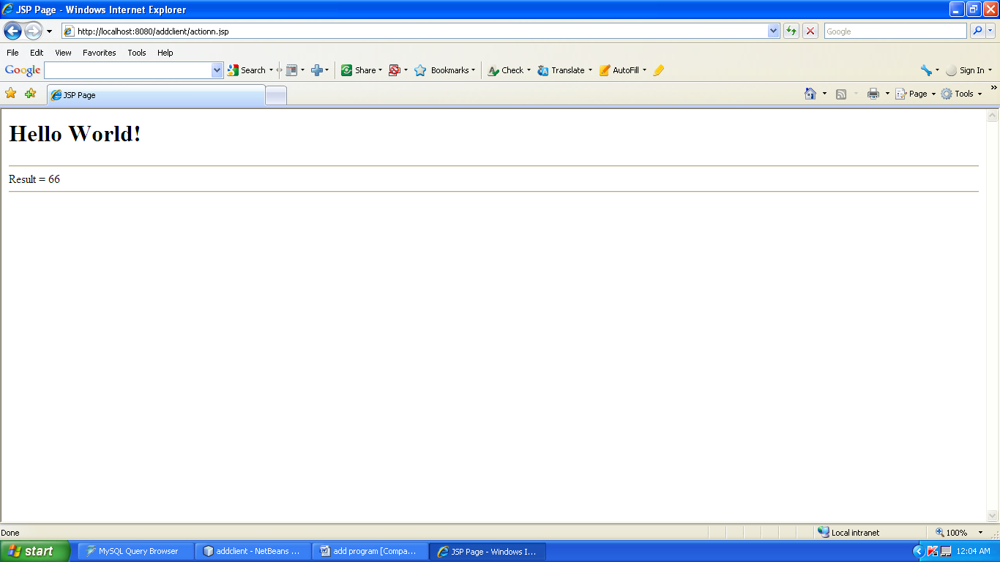 JSP Page - Windows Internet Explorer
http://localhost:8080/addclient/actionn.jsp
Google
File Edit View Favorites Tools Help
Google Search Share Bookmarks Check Translate AutoFill Sign In
JSP Page
Page Tools
Hello World!
Result = 66
Done
Local intranet
100%
start
MySQL Query Browser
addclient - NetBeans ...
add program [Compa...
JSP Page - Windows I...
12:04 AM